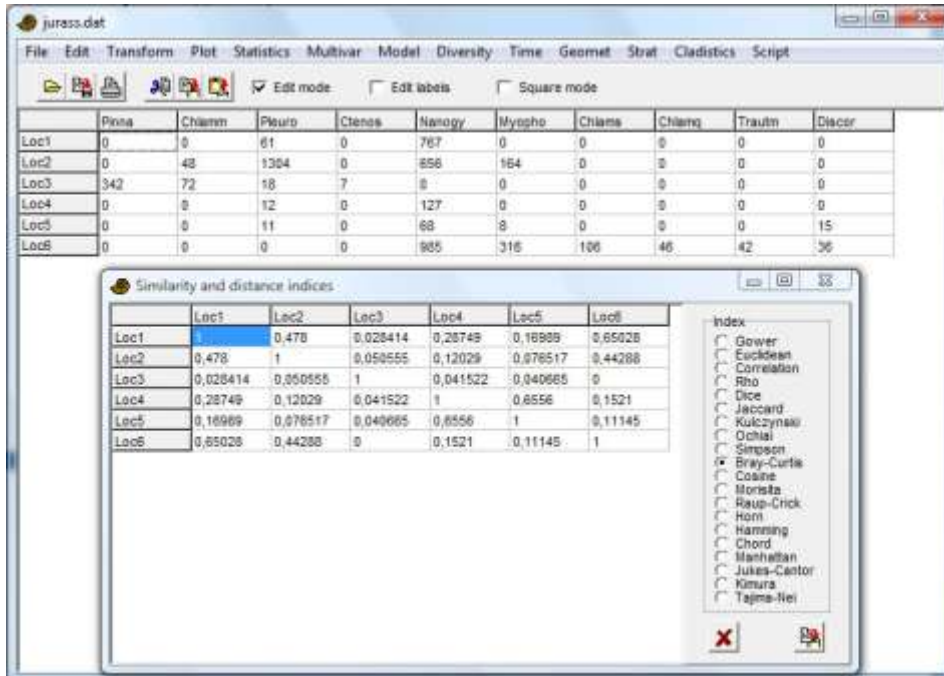 jurass.dat
File Edit Transform Plot Statistics Multivar Model Diversity Time Geomet Strat Cladistics Script
Edit mode Edit labels Square mode
Pinna Chlamm Pleuro Ctenos Nanogy Myopho Chlams Chlamq Trautm Discor
Loc1 0 0 61 0 767 0 0 0 0 0
Loc2 0 48 1304 0 656 164 0 0 0 0
Loc3 342 72 18 7 0 0 0 0 0 0
Loc4 0 0 12 0 127 0 0 0 0 0
Loc5 0 0 11 0 68 8 0 0 0 15
Loc6 0 0 0 0 985 316 106 46 42 36
Similarity and distance indices
Loc1 Loc2 Loc3 Loc4 Loc5 Loc6
Loc1 1 0,478 0,028414 0,28749 0,16989 0,65028
Loc2 0,478 1 0,050555 0,12029 0,076517 0,44288
Loc3 0,028414 0,050555 1 0,041522 0,040665 0
Loc4 0,28749 0,12029 0,041522 1 0,6556 0,1521
Loc5 0,16989 0,076517 0,040665 0,6556 1 0,11145
Loc6 0,65028 0,44288 0 0,1521 0,11145 1
Index
Gower
Euclidean
Correlation
Rho
Dice
Jaccard
Kulczynski
Ochiai
Simpson
Bray-Curtis
Cosine
Morisita
Raup-Crick
Horn
Hamming
Chord
Manhattan
Jukes-Cantor
Kimura
Tajima-Nei